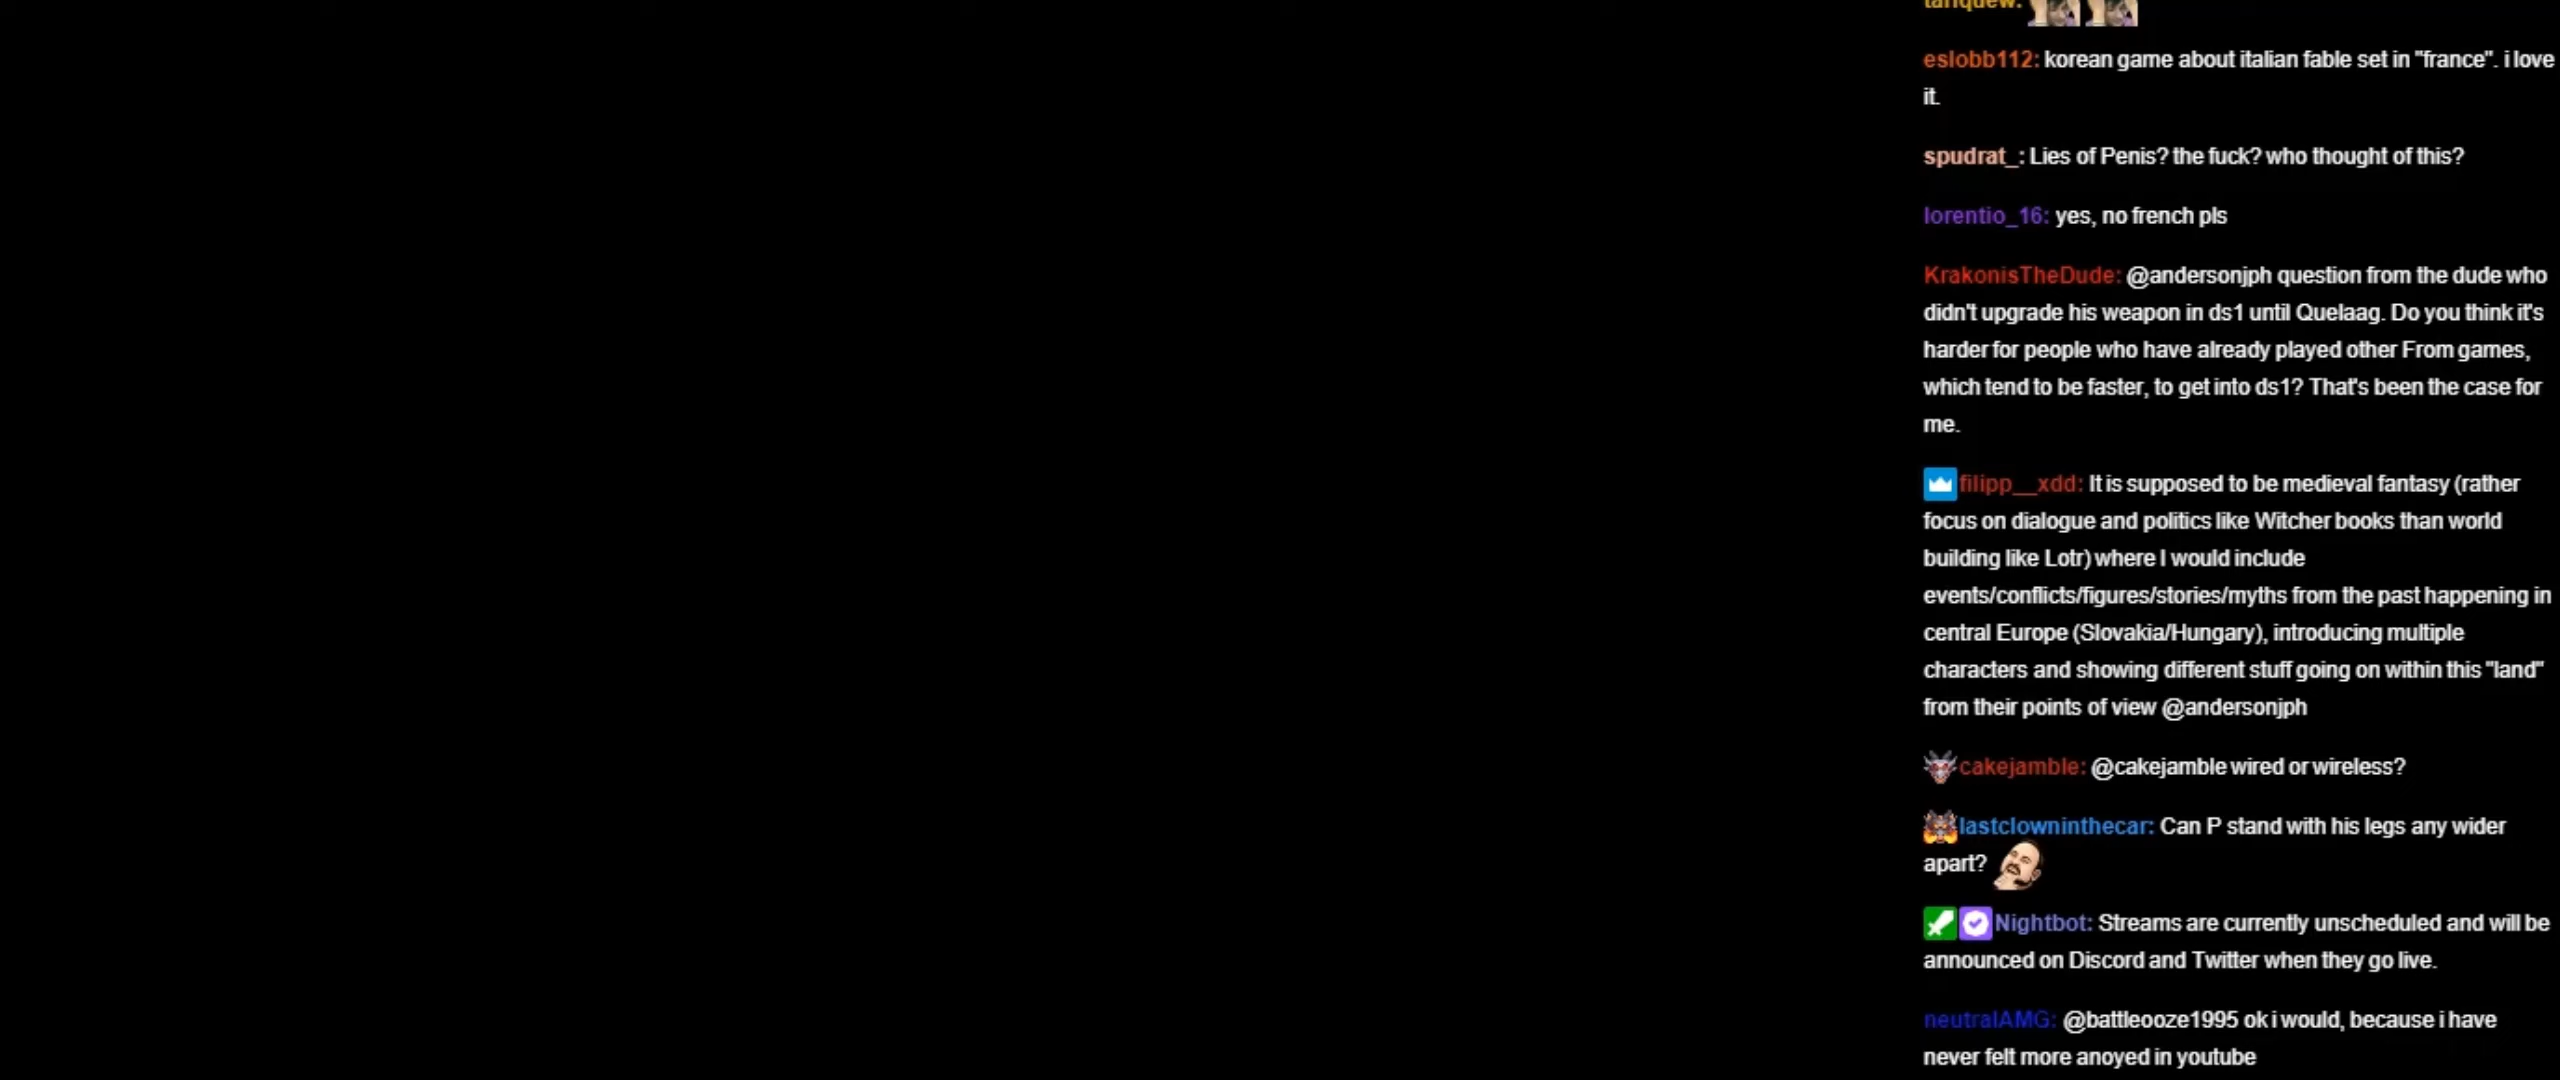 tariquew:
eslobb112: korean game about italian fable set in "france". i love
it.
spudrat_: Lies of Penis? the fuck? who thought of this?
lorentio_16: yes, no french pls
KrakonisTheDude: @andersonjph question from the dude who
didn't upgrade his weapon in ds1 until Quelaag. Do you think it's
harder for people who have already played other From games,
which tend to be faster, to get into ds1? That's been the case for
me.
filipp__xdd: It is supposed to be medieval fantasy (rather
focus on dialogue and politics like Witcher books than world
building like Lotr) where I would include
events/conflicts/figures/stories/myths from the past happening in
central Europe (Slovakia/Hungary), introducing multiple
characters and showing different stuff going on within this "land"
from their points of view @andersonjph
cakejamble: @cakejamble wired or wireless?
lastclowninthecar: Can P stand with his legs any wider
apart?
Nightbot: Streams are currently unscheduled and will be
announced on Discord and Twitter when they go live.
neutralAMG: @battleooze1995 ok i would, because i have
never felt more anoyed in youtube